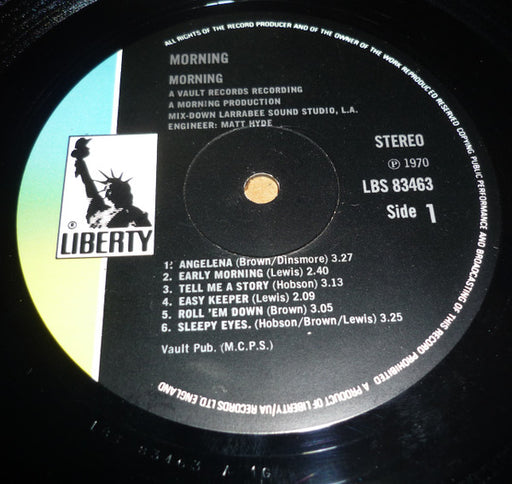 ALL RIGHTS OF THE RECORD PRODUCER AND OF THE OWNER OF THE WORK REPRODUCED RESERVED COPYING PUBLIC PERFORMANCE AND BROADCASTING OF THIS RECORD PROHIBITED
MORNING
MORNING
A VAULT RECORDS RECORDING
A MORNING PRODUCTION
MIX-DOWN LARRABEE SOUND STUDIO, L.A.
ENGINEER: MATT HYDE
STEREO
℗ 1970
LBS 83463
Side 1
®
LIBERTY
1. ANGELENA (Brown/Dinsmore) 3.27
2. EARLY MORNING (Lewis) 2.40
3. TELL ME A STORY (Hobson) 3.13
4. EASY KEEPER (Lewis) 2.09
5. ROLL 'EM DOWN (Brown) 3.05
6. SLEEPY EYES. (Hobson/Brown/Lewis) 3.25
Vault Pub. (M.C.P.S.)
A PRODUCT OF LIBERTY/UA RECORDS LTD. ENGLAND
LBS 83463 A